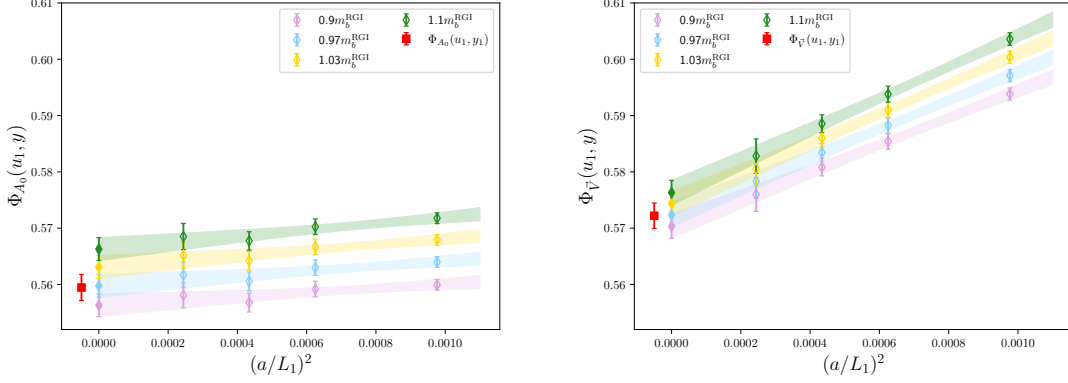 0.61
0.60
0.59
0.58
0.57
0.56
Φ_{A_0}(u_1, y)
0.9m_b^{RGI}
0.97m_b^{RGI}
1.03m_b^{RGI}
1.1m_b^{RGI}
Φ_{A_0}(u_1, y_1)
0.0000 0.0002 0.0004 0.0006 0.0008 0.0010
(a/L_1)^2
0.61
0.60
0.59
0.58
0.57
0.56
Φ_{\vec{V}}(u_1, y)
0.9m_b^{RGI}
0.97m_b^{RGI}
1.03m_b^{RGI}
1.1m_b^{RGI}
Φ_{\vec{V}}(u_1, y_1)
0.0000 0.0002 0.0004 0.0006 0.0008 0.0010
(a/L_1)^2